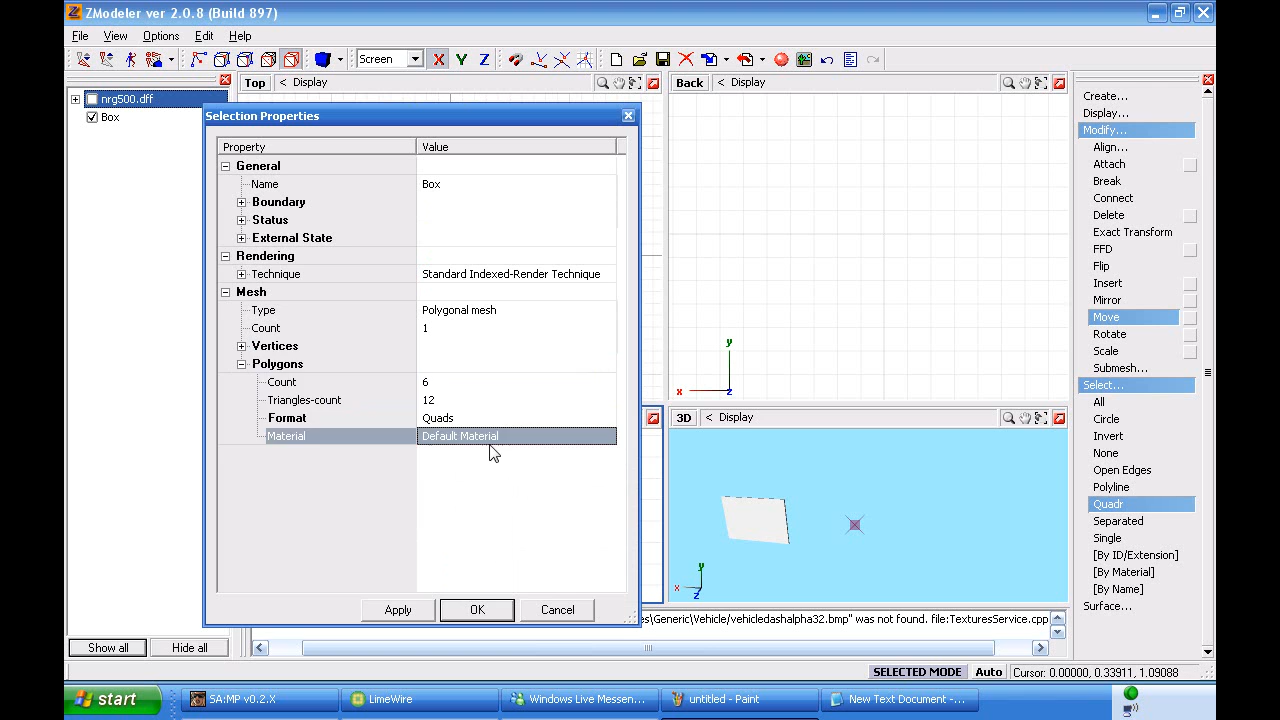 ZModeler ver 2.0.8 (Build 897)
File View Options Edit Help
Screen X Y Z
nrg500.dff
Box
Top < Display
Back < Display
Selection Properties
Property Value
General
Name Box
Boundary
Status
External State
Rendering
Technique Standard Indexed-Render Technique
Mesh
Type Polygonal mesh
Count 1
Vertices
Polygons
Count 6
Triangles-count 12
Format Quads
Material Default Material
Apply OK Cancel
y
x z
3D < Display
y
x
z
Create...
Display...
Modify...
Align...
Attach
Break
Connect
Delete
Exact Transform
FFD
Flip
Insert
Mirror
Move
Rotate
Scale
Submesh...
Select...
All
Circle
Invert
None
Open Edges
Polyline
Quadr
Separated
Single
[By ID/Extension]
[By Material]
Surface...
es\Generic\Vehicle/vehicledashalpha32.bmp" was not found. file:TexturesService.cpp
Show all Hide all
SELECTED MODE Auto Cursor: 0.00000, 0.33911, 1.09088
start SA:MP v0.2.X LimeWire Windows Live Messen... untitled - Paint New Text Document -...